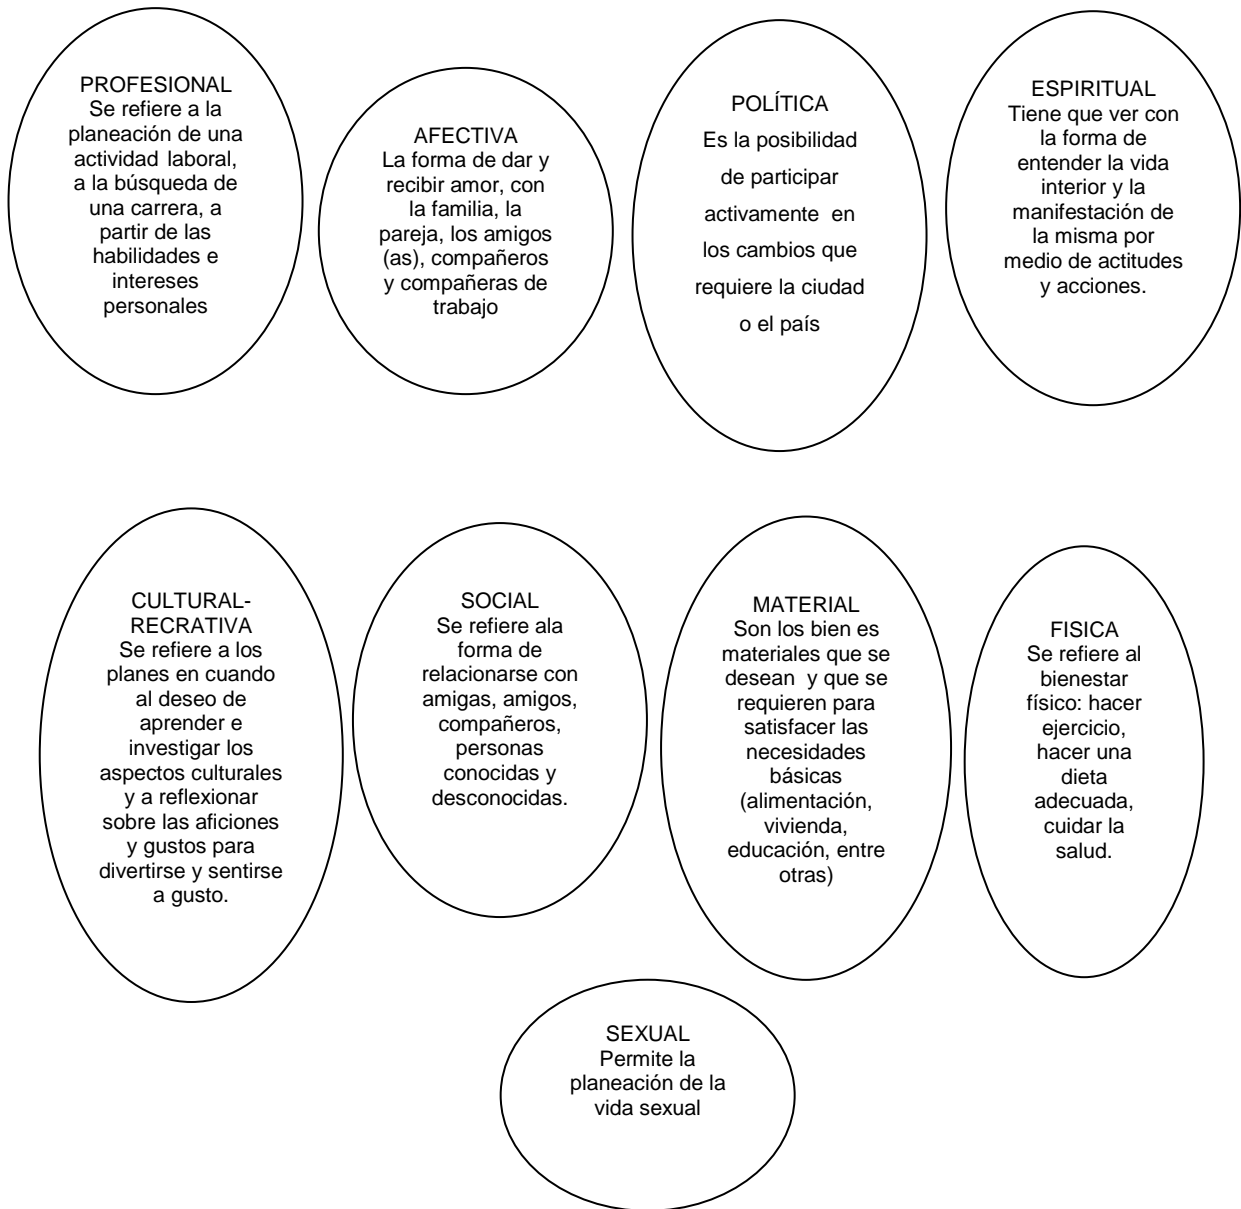 PROFESIONAL
Se refiere a la
planeación de una
actividad laboral,
a la búsqueda de
una carrera, a
partir de las
habilidades e
intereses
personales
AFECTIVA
La forma de dar y
recibir amor, con
la familia, la
pareja, los amigos
(as), compañeros
y compañeras de
trabajo
POLÍTICA
Es la posibilidad
de participar
activamente en
los cambios que
requiere la ciudad
o el país
ESPIRITUAL
Tiene que ver con
la forma de
entender la vida
interior y la
manifestación de
la misma por
medio de actitudes
y acciones.
CULTURAL-
RECRATIVA
Se refiere a los
planes en cuando
al deseo de
aprender e
investigar los
aspectos culturales
y a reflexionar
sobre las aficiones
y gustos para
divertirse y sentirse
a gusto.
SOCIAL
Se refiere ala
forma de
relacionarse con
amigas, amigos,
compañeros,
personas
conocidas y
desconocidas.
MATERIAL
Son los bien es
materiales que se
desean y que se
requieren para
satisfacer las
necesidades
básicas
(alimentación,
vivienda,
educación, entre
otras)
FISICA
Se refiere al
bienestar
físico: hacer
ejercicio,
hacer una
dieta
adecuada,
cuidar la
salud.
SEXUAL
Permite la
planeación de la
vida sexual